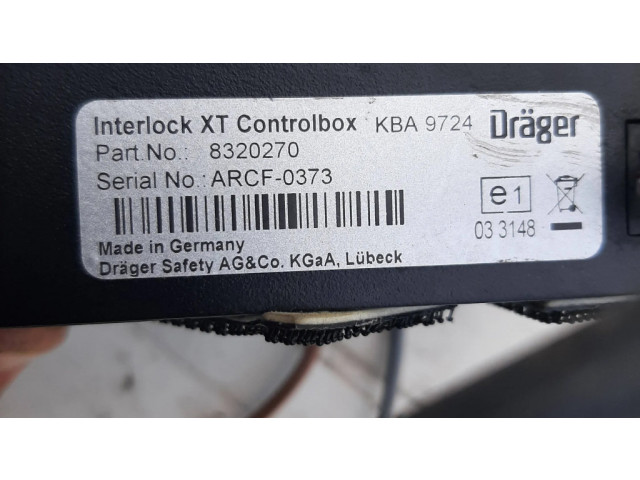 Interlock XT Controlbox KBA 9724 Dräger
Part.No.: 8320270
Serial No.: ARCF-0373
e1
03 3148
Made in Germany
Dräger Safety AG&Co. KGaA, Lübeck